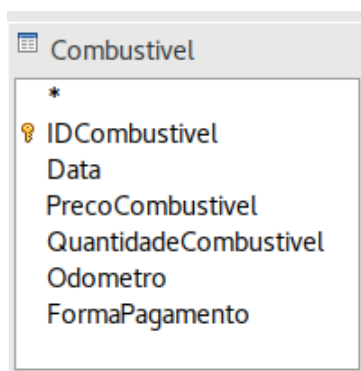 Combustivel
*
IDCombustivel
Data
PrecoCombustivel
QuantidadeCombustivel
Odometro
FormaPagamento